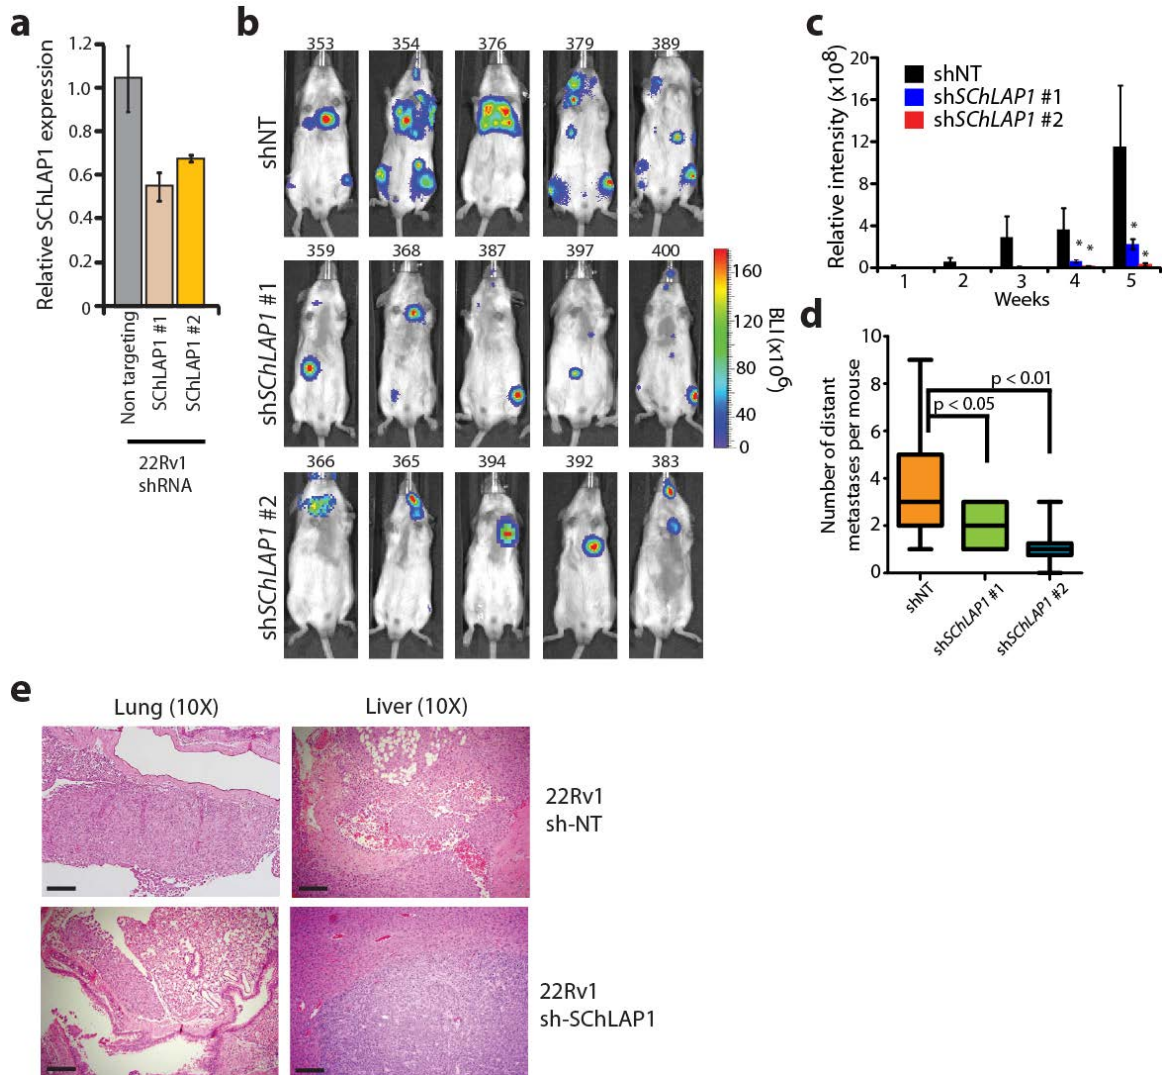 a
Relative SChLAP1 expression
1.2
1.0
0.8
0.6
0.4
0.2
0
Non targeting
SChLAP1 #1
SChLAP1 #2
22Rv1
shRNA
b
353 354 376 379 389
shNT
359 368 387 397 400
shSChLAP1 #1
366 365 394 392 383
shSChLAP1 #2
160
120
80
40
0
BLI (x10⁶)
c
Relative intensity (x10⁸)
20
16
12
8
4
0
shNT
shSChLAP1 #1
shSChLAP1 #2
* *
* *
1 2 3 4 5
Weeks
d
Number of distant
metastases per mouse
10
8
6
4
2
0
p < 0.01
p < 0.05
shNT
shSChLAP1 #1
shSChLAP1 #2
e
Lung (10X) Liver (10X)
22Rv1
sh-NT
22Rv1
sh-SChLAP1